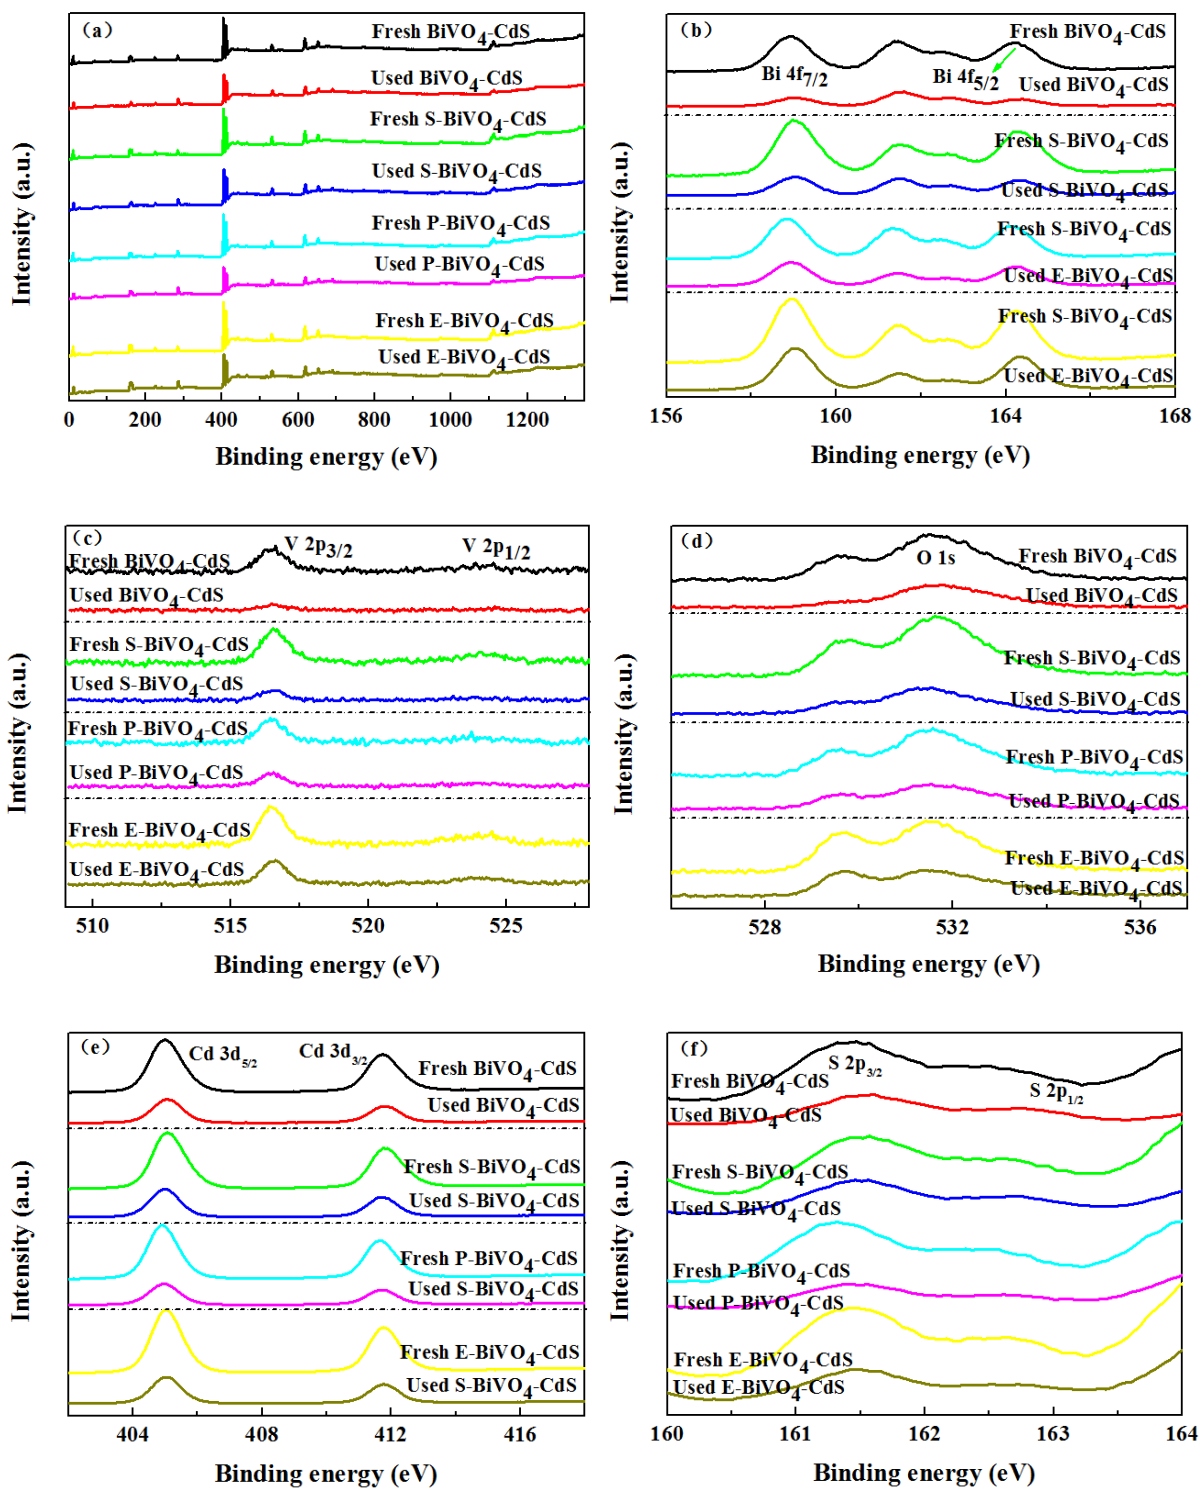 (a)
Fresh BiVO4-CdS
Used BiVO4-CdS
Fresh S-BiVO4-CdS
Used S-BiVO4-CdS
Fresh P-BiVO4-CdS
Used P-BiVO4-CdS
Fresh E-BiVO4-CdS
Used E-BiVO4-CdS
Intensity (a.u.)
0 200 400 600 800 1000 1200
Binding energy (eV)
(b)
Fresh BiVO4-CdS
Bi 4f7/2
Bi 4f5/2
Used BiVO4-CdS
Fresh S-BiVO4-CdS
Used S-BiVO4-CdS
Fresh S-BiVO4-CdS
Used E-BiVO4-CdS
Fresh S-BiVO4-CdS
Used E-BiVO4-CdS
Intensity (a.u.)
156 160 164 168
Binding energy (eV)
(c)
V 2p3/2
V 2p1/2
Fresh BiVO4-CdS
Used BiVO4-CdS
Fresh S-BiVO4-CdS
Used S-BiVO4-CdS
Fresh P-BiVO4-CdS
Used P-BiVO4-CdS
Fresh E-BiVO4-CdS
Used E-BiVO4-CdS
Intensity (a.u.)
510 515 520 525
Binding energy (eV)
(d)
O 1s
Fresh BiVO4-CdS
Used BiVO4-CdS
Fresh S-BiVO4-CdS
Used S-BiVO4-CdS
Fresh P-BiVO4-CdS
Used P-BiVO4-CdS
Fresh E-BiVO4-CdS
Used E-BiVO4-CdS
Intensity (a.u.)
528 532 536
Binding energy (eV)
(e)
Cd 3d5/2
Cd 3d3/2
Fresh BiVO4-CdS
Used BiVO4-CdS
Fresh S-BiVO4-CdS
Used S-BiVO4-CdS
Fresh P-BiVO4-CdS
Used S-BiVO4-CdS
Fresh E-BiVO4-CdS
Used S-BiVO4-CdS
Intensity (a.u.)
404 408 412 416
Binding energy (eV)
(f)
S 2p3/2
S 2p1/2
Fresh BiVO4-CdS
Used BiVO4-CdS
Fresh S-BiVO4-CdS
Used S-BiVO4-CdS
Fresh P-BiVO4-CdS
Used P-BiVO4-CdS
Fresh E-BiVO4-CdS
Used E-BiVO4-CdS
Intensity (a.u.)
160 161 162 163 164
Binding energy (eV)